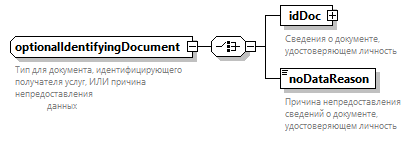 idDoc
Сведения о документе,
удостоверяющем личность
optionalIdentifyingDocument
Тип для документа, идентифицирующего
получателя услуг, ИЛИ причина
непредоставления
данных
noDataReason
Причина непредоставления
сведений о документе,
удостоверяющем личность